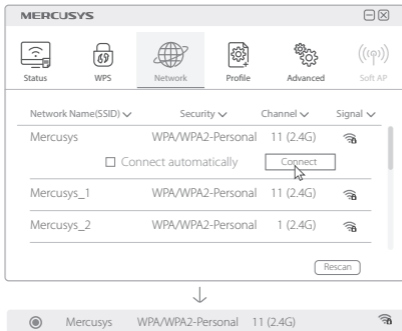 MERCUSYS
Status WPS Network Profile Advanced Soft AP
Network Name(SSID) Security Channel Signal
Mercusys WPA/WPA2-Personal 11 (2.4G)
Connect automatically Connect
Mercusys_1 WPA/WPA2-Personal 11 (2.4G)
Mercusys_2 WPA/WPA2-Personal 1 (2.4G)
Rescan
Mercusys WPA/WPA2-Personal 11 (2.4G)